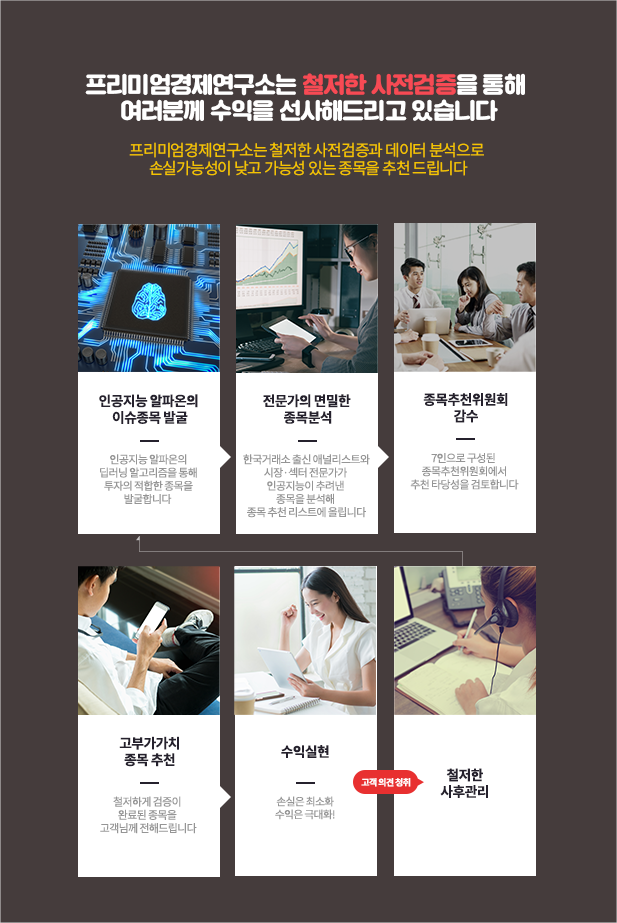 프리미엄경제연구소는 철저한 사전검증을 통해
여러분께 수익을 선사해드리고 있습니다
프리미엄경제연구소는 철저한 사전검증과 데이터 분석으로
손실가능성이 낮고 가능성 있는 종목을 추천 드립니다
인공지능 알파온의
이슈종목 발굴
인공지능 알파온의
딥러닝 알고리즘을 통해
투자의 적합한 종목을
발굴합니다
전문가의 면밀한
종목분석
한국거래소 출신 애널리스트와
시장·섹터 전문가가
인공지능이 추려낸
종목을 분석해
종목 추천 리스트에 올립니다
종목추천위원회
감수
7인으로 구성된
종목추천위원회에서
추천 타당성을 검토합니다
고부가가치
종목 추천
철저하게 검증이
완료된 종목을
고객님께 전해드립니다
수익실현
손실은 최소화
수익은 극대화!
고객 의견 청취
철저한
사후관리